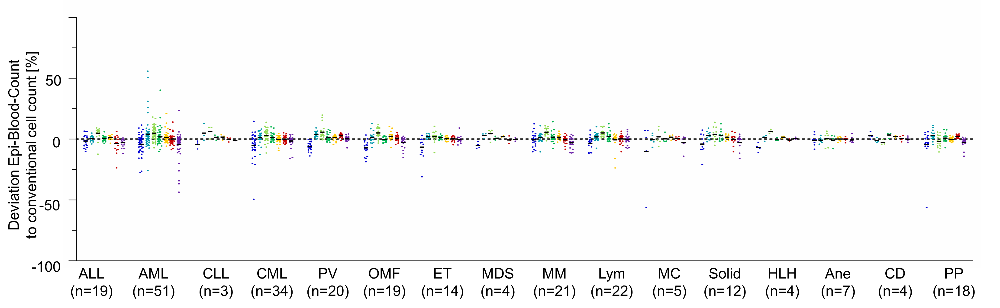 Deviation Epi-Blood-Count
to conventional cell count [%]
50
0
-50
-100
ALL AML CLL CML PV OMF ET MDS MM Lym MC Solid HLH Ane CD PP
(n=19) (n=51) (n=3) (n=34) (n=20) (n=19) (n=14) (n=4) (n=21) (n=22) (n=5) (n=12) (n=4) (n=7) (n=4) (n=18)